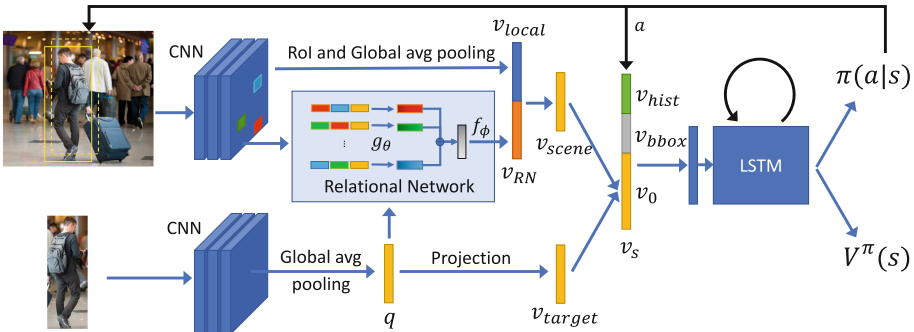 CNN
RoI and Global avg pooling
v_local
a
π(a|s)
v_hist
g_θ
f_ϕ
v_scene
v_bbox
LSTM
⋮
Relational Network
v_RN
v_0
CNN
v_s
Global avg
pooling
Projection
V^π(s)
q
v_target